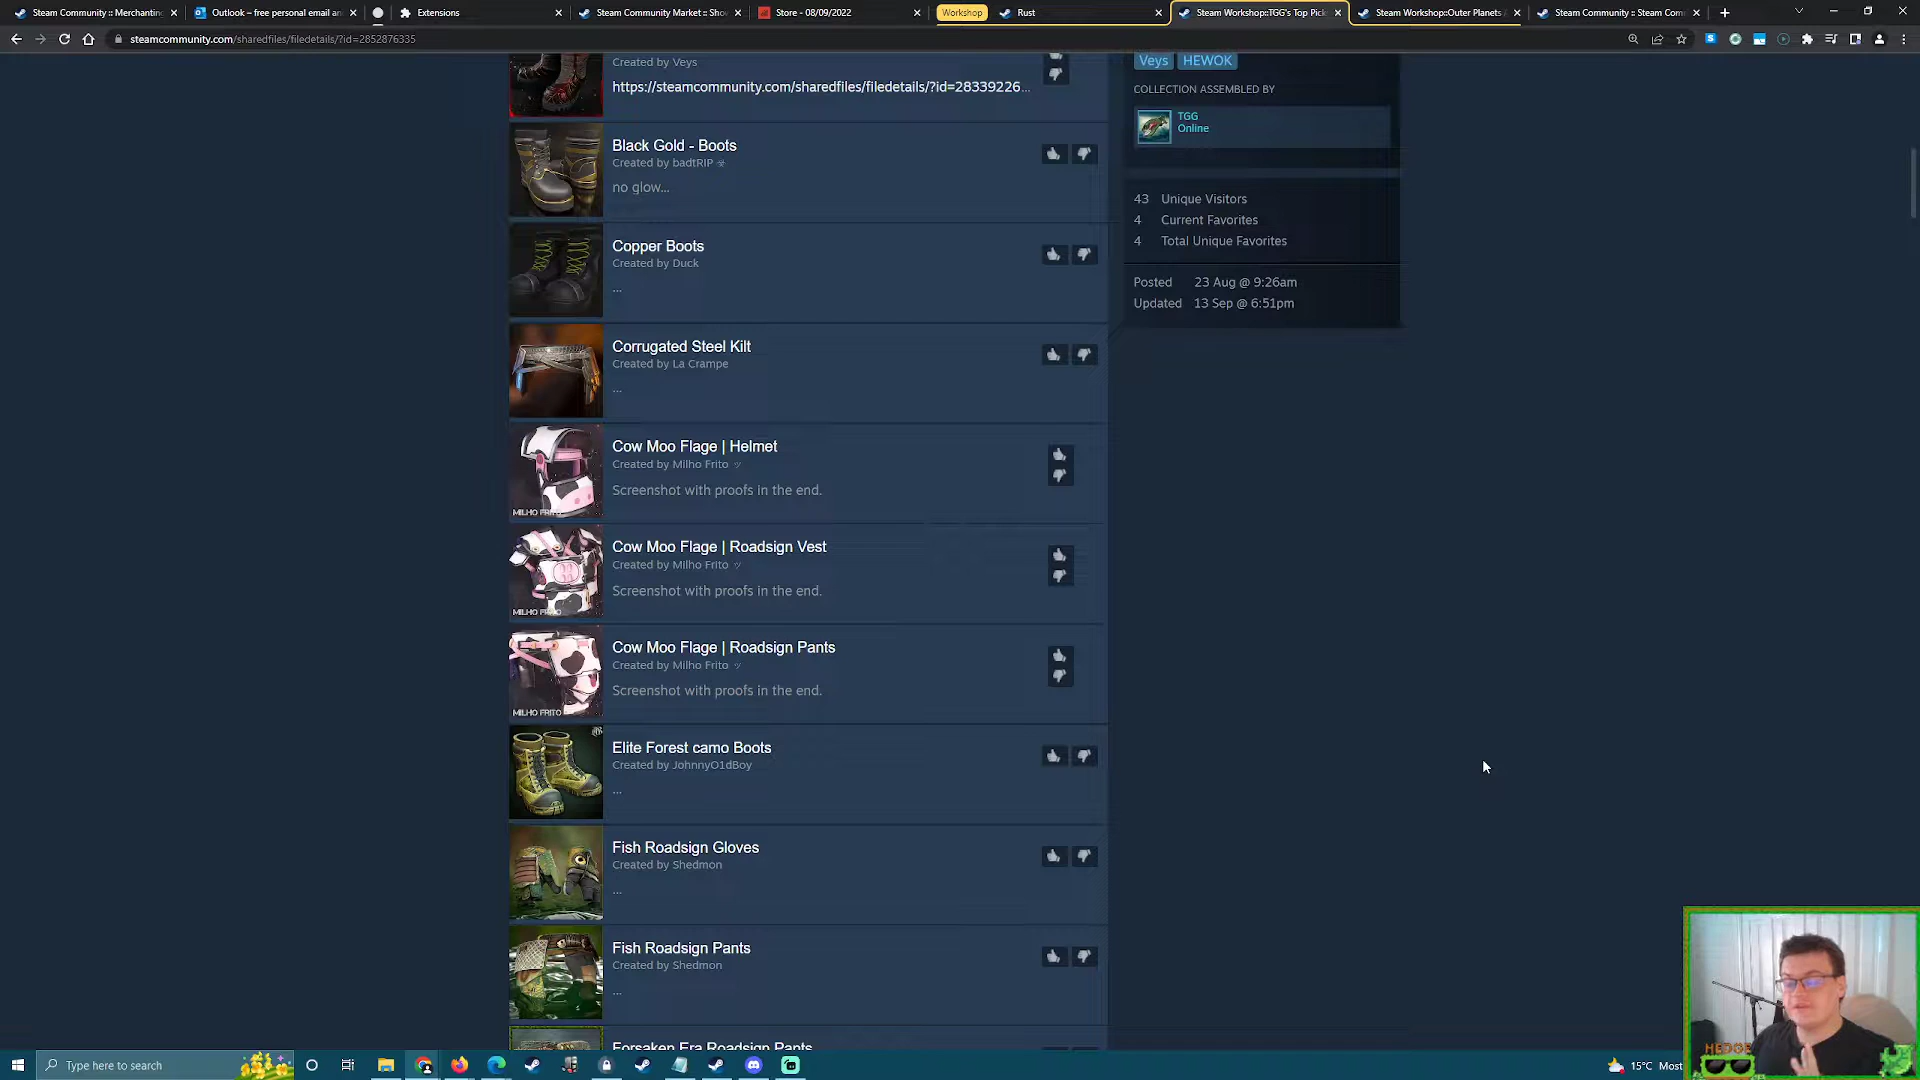 Steam Community :: Merchantin
Outlook – free personal email an
Extensions
Steam Community Market :: Sho
Store - 08/09/2022
Workshop
Rust
Steam Workshop::TGG's Top Pick
Steam Workshop::Outer Planets
Steam Community :: Steam Com
steamcommunity.com/sharedfiles/filedetails/?id=2852876335
Created by Veys
https://steamcommunity.com/sharedfiles/filedetails/?id=28339226...
Black Gold - Boots
Created by badtRIP
no glow...
Copper Boots
Created by Duck
...
Corrugated Steel Kilt
Created by La Crampe
...
Cow Moo Flage | Helmet
Created by Milho Frito ツ
Screenshot with proofs in the end.
MILHO FRITO
Cow Moo Flage | Roadsign Vest
Created by Milho Frito ツ
Screenshot with proofs in the end.
MILHO FRITO
Cow Moo Flage | Roadsign Pants
Created by Milho Frito ツ
Screenshot with proofs in the end.
MILHO FRITO
Elite Forest camo Boots
Created by JohnnyO1dBoy
...
Fish Roadsign Gloves
Created by Shedmon
...
Fish Roadsign Pants
Created by Shedmon
...
Forsaken Era Roadsign Pants
Veys HEWOK
COLLECTION ASSEMBLED BY
TGG
Online
43 Unique Visitors
4 Current Favorites
4 Total Unique Favorites
Posted 23 Aug @ 9:26am
Updated 13 Sep @ 6:51pm
Type here to search
15°C Most
HEDGE